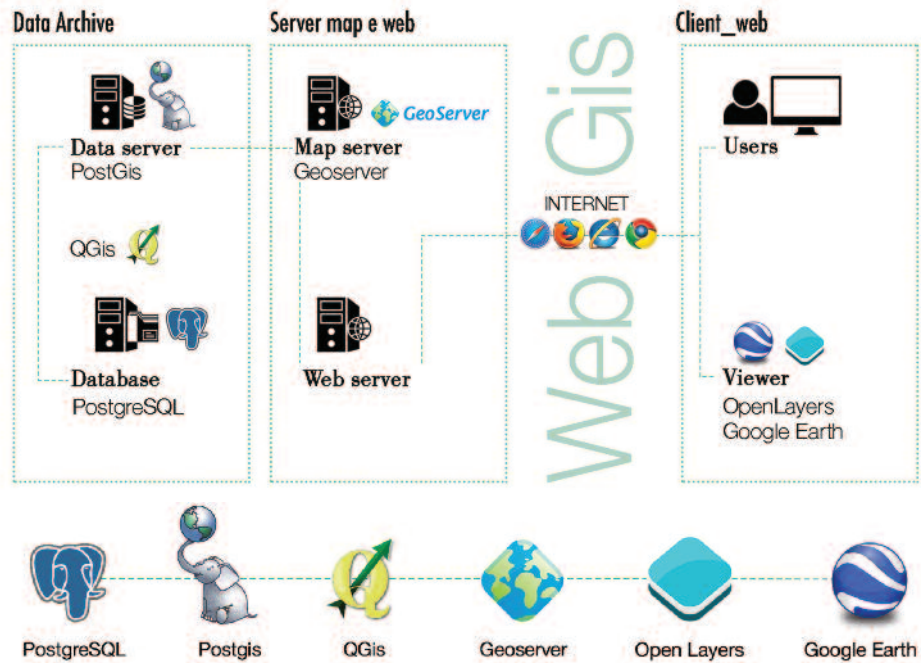 Data Archive
Server map e web
Client_web
Data server
PostGis
QGis
Database
PostgreSQL
GeoServer
Map server
Geoserver
Web server
Web Gis
INTERNET
Users
Viewer
OpenLayers
Google Earth
PostgreSQL
Postgis
QGis
Geoserver
Open Layers
Google Earth